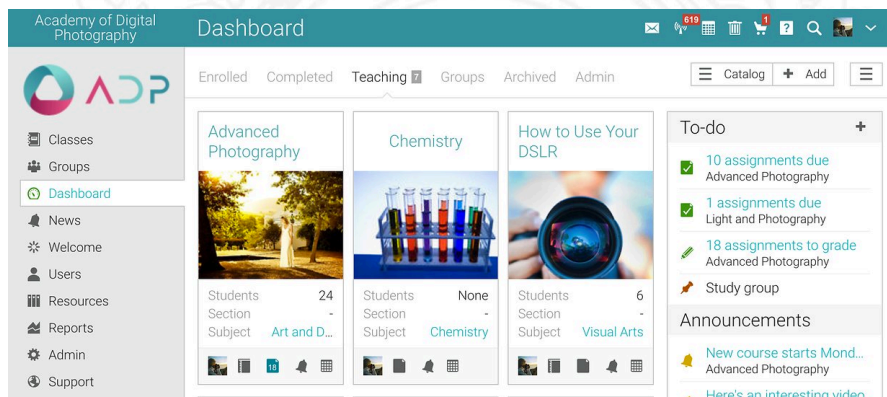 Academy of Digital
Photography
Dashboard
619
1
?
ADP
Classes
Groups
Dashboard
News
Welcome
Users
Resources
Reports
Admin
Support
Enrolled Completed Teaching 7 Groups Archived Admin
Catalog + Add
Advanced
Photography
Students 24
Section -
Subject Art and D...
18
Chemistry
Students None
Section -
Subject Chemistry
How to Use Your
DSLR
Students 6
Section -
Subject Visual Arts
To-do +
10 assignments due
Advanced Photography
1 assignments due
Light and Photography
18 assignments to grade
Advanced Photography
Study group
Announcements
New course starts Mond...
Advanced Photography
Here's an interesting video